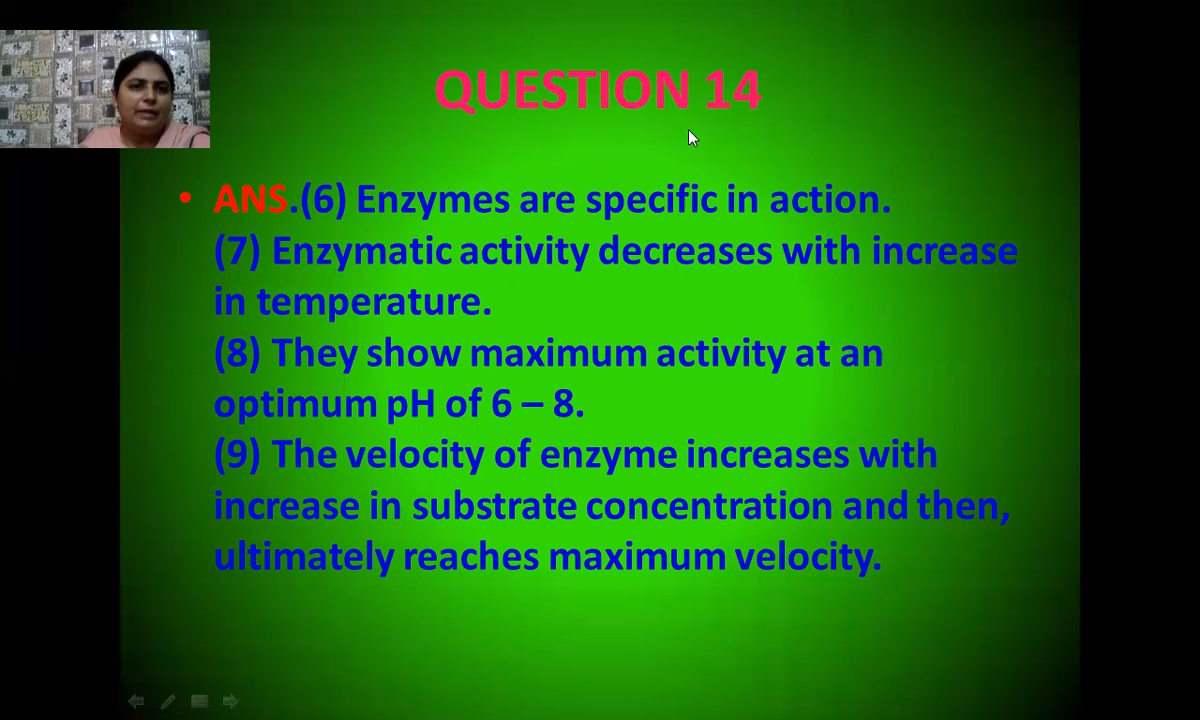 QUESTION 14
• ANS.(6) Enzymes are specific in action.
(7) Enzymatic activity decreases with increase
in temperature.
(8) They show maximum activity at an
optimum pH of 6 – 8.
(9) The velocity of enzyme increases with
increase in substrate concentration and then,
ultimately reaches maximum velocity.